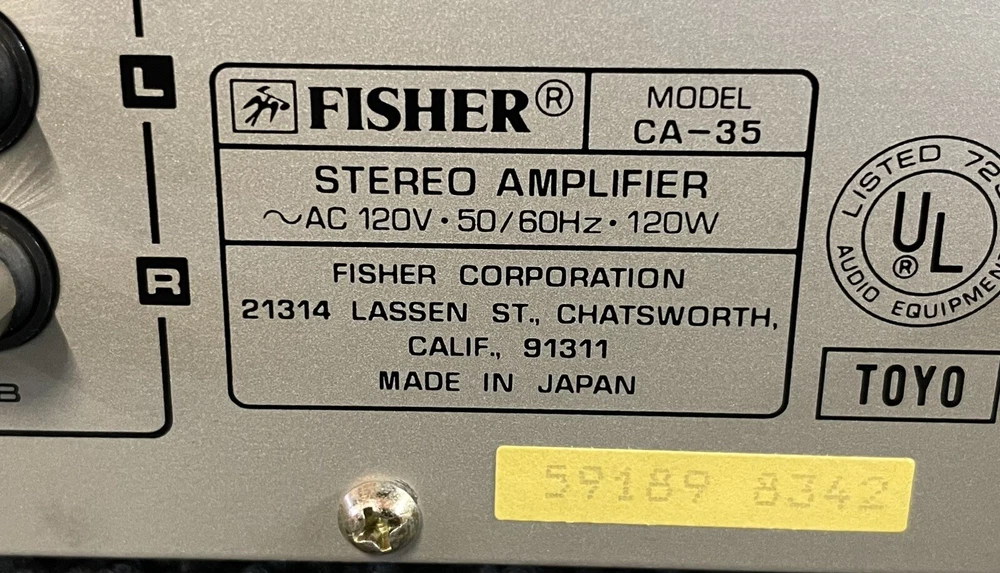 L
R
B
FISHER®
MODEL
CA-35
STEREO AMPLIFIER
~AC 120V·50/60Hz·120W
FISHER CORPORATION
21314 LASSEN ST., CHATSWORTH,
CALIF., 91311
MADE IN JAPAN
LISTED
UL®
AUDIO
TOYO
59189 8342